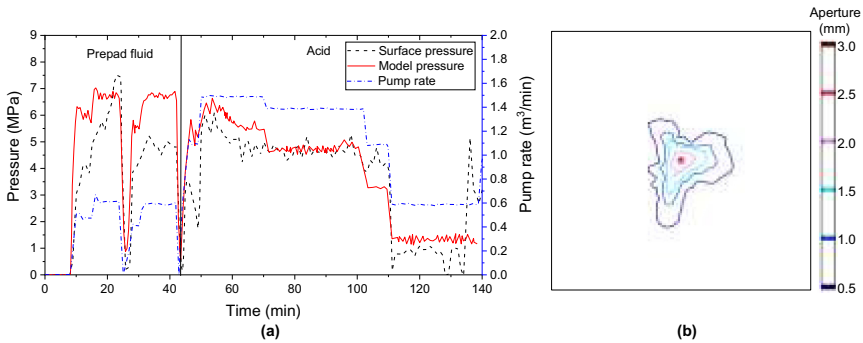 Prepad fluid
Acid
Surface pressure
Model pressure
Pump rate
Pressure (MPa)
9
8
7
6
5
4
3
2
1
0
0 20 40 60 80 100 120 140
Time (min)
2.0
1.8
1.6
1.4
1.2
1.0
0.8
0.6
0.4
0.2
0.0
Pump rate (m³/min)
(a)
Aperture
(mm)
3.0
2.5
2.0
1.5
1.0
0.5
(b)